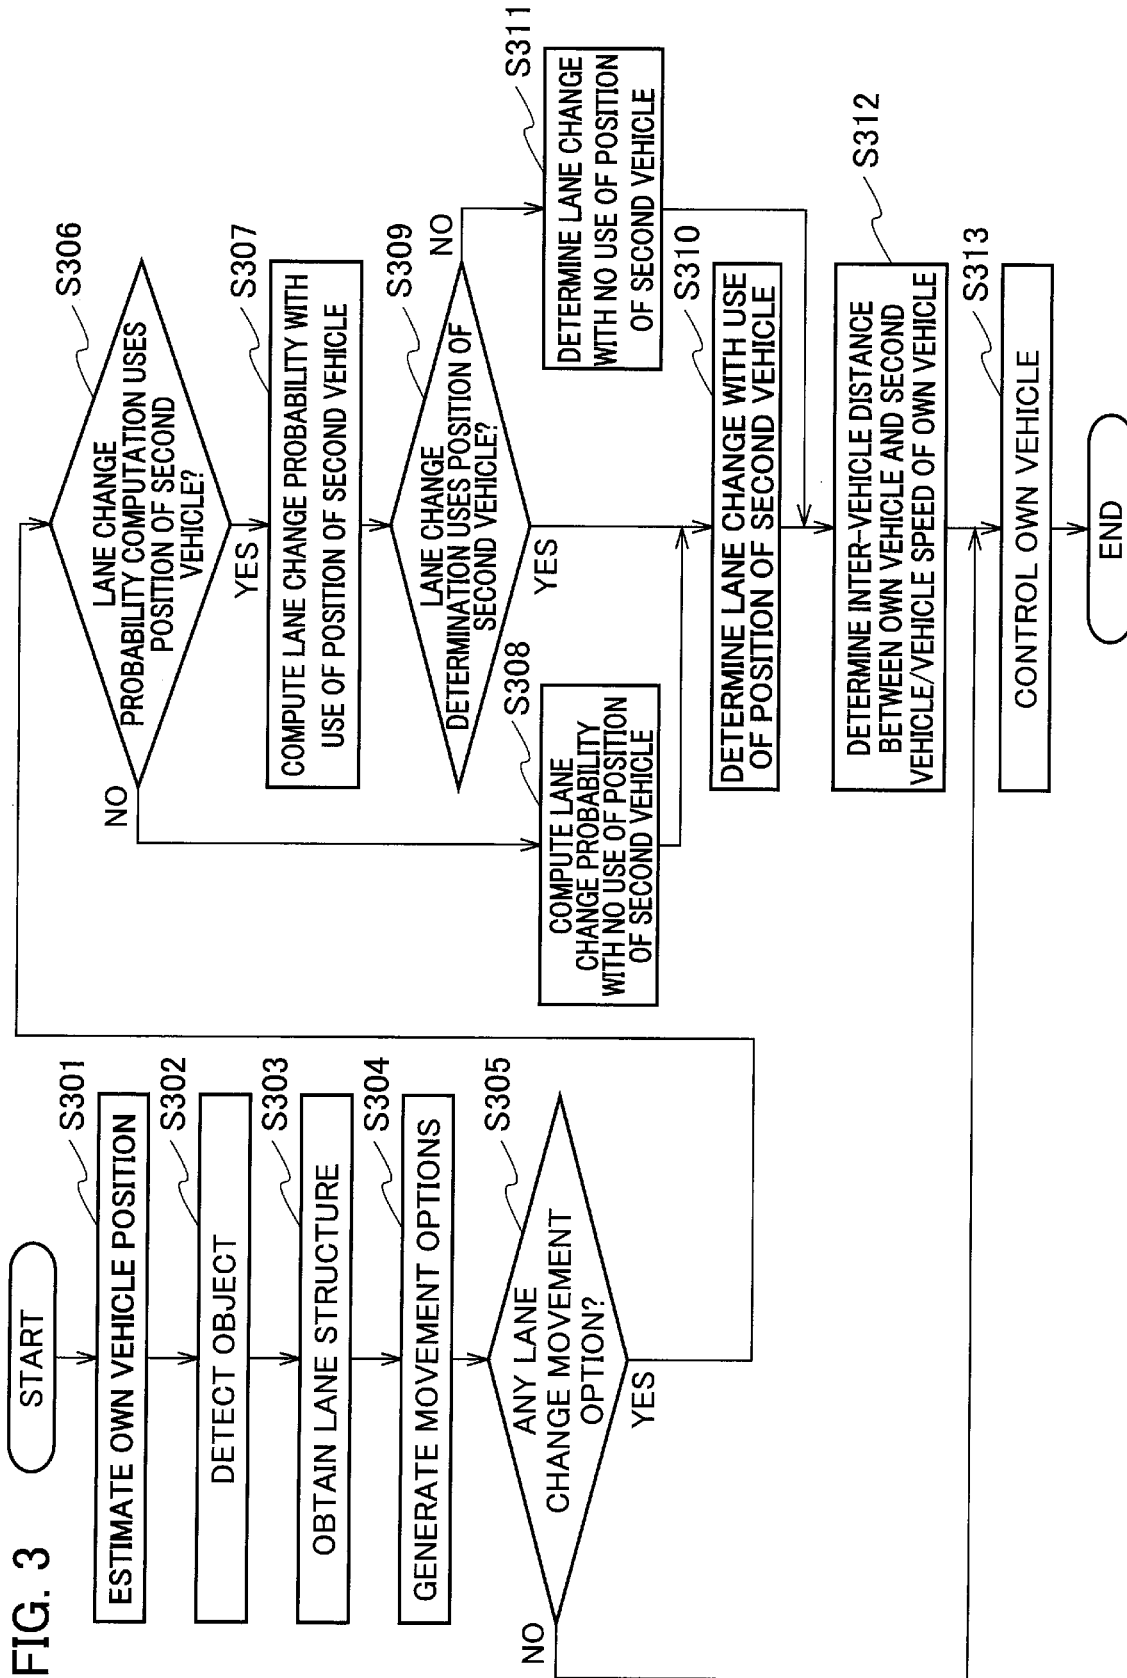 FIG. 3
START
S301
ESTIMATE OWN VEHICLE POSITION
S302
DETECT OBJECT
S303
OBTAIN LANE STRUCTURE
S304
GENERATE MOVEMENT OPTIONS
S305
ANY LANE
CHANGE MOVEMENT
OPTION?
NO
YES
S306
LANE CHANGE
PROBABILITY COMPUTATION USES
POSITION OF SECOND
VEHICLE?
NO
YES
S307
COMPUTE LANE CHANGE PROBABILITY WITH
USE OF POSITION OF SECOND VEHICLE
S309
LANE CHANGE
DETERMINATION USES POSITION OF
SECOND VEHICLE?
NO
YES
S308
COMPUTE LANE
CHANGE PROBABILITY
WITH NO USE OF POSITION
OF SECOND VEHICLE
S311
DETERMINE LANE CHANGE
WITH NO USE OF POSITION
OF SECOND VEHICLE
S310
DETERMINE LANE CHANGE WITH USE
OF POSITION OF SECOND VEHICLE
S312
DETERMINE INTER-VEHICLE DISTANCE
BETWEEN OWN VEHICLE AND SECOND
VEHICLE/VEHICLE SPEED OF OWN VEHICLE
S313
CONTROL OWN VEHICLE
END